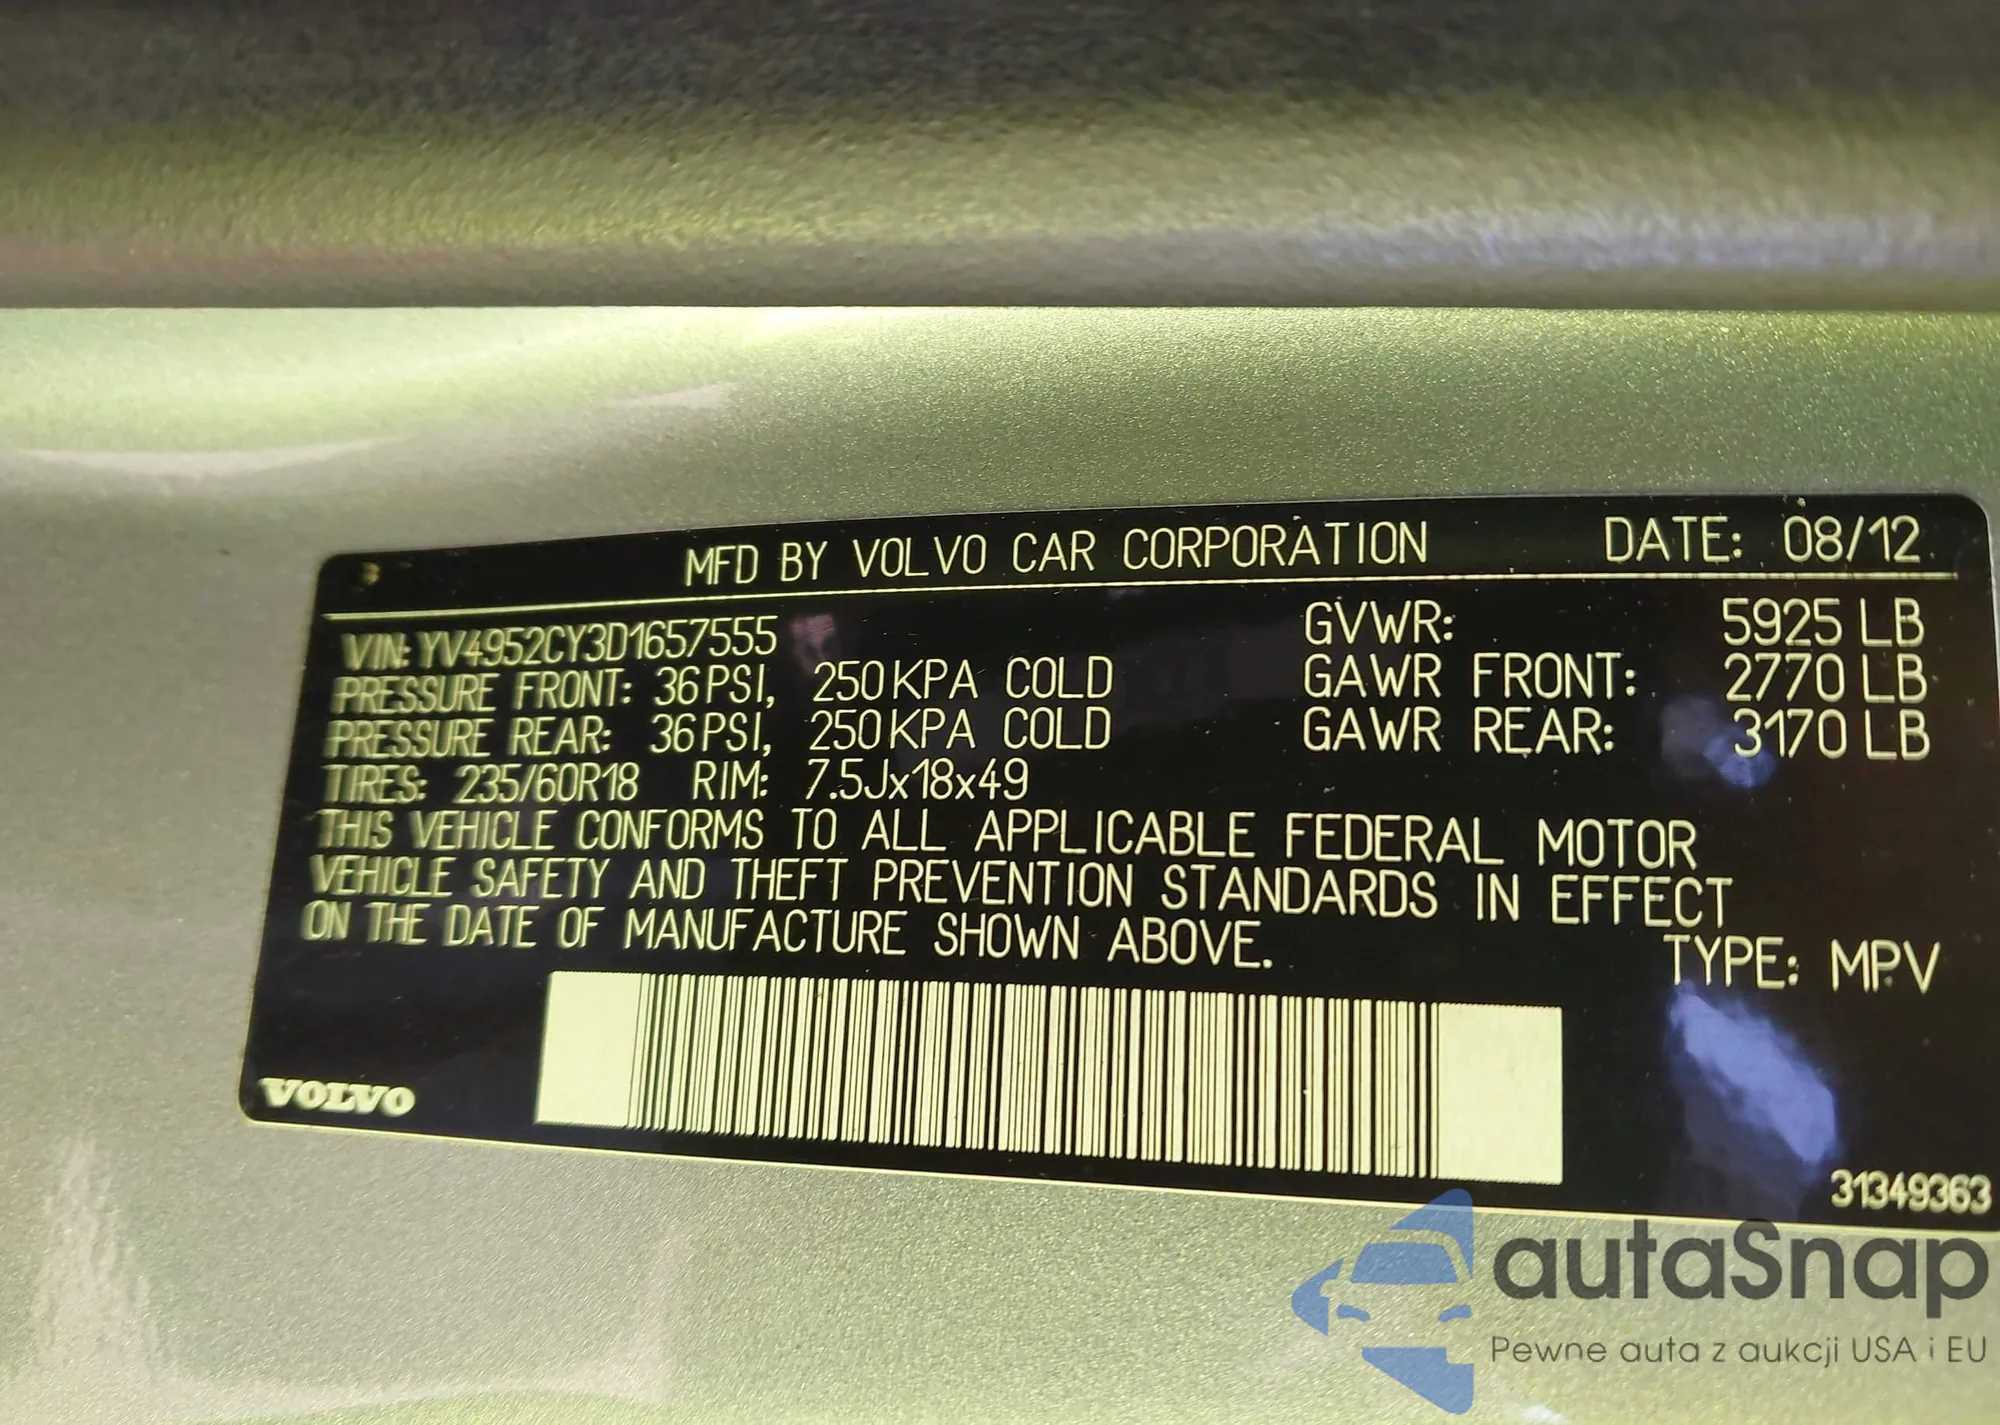 MFD BY VOLVO CAR CORPORATION DATE: 08/12
VIN: YV4952CY3D1657555 GVWR: 5925 LB
PRESSURE FRONT: 36 PSI, 250 KPA COLD GAWR FRONT: 2770 LB
PRESSURE REAR: 36 PSI, 250 KPA COLD GAWR REAR: 3170 LB
TIRES: 235/60R18 RIM: 7.5Jx18x49
THIS VEHICLE CONFORMS TO ALL APPLICABLE FEDERAL MOTOR
VEHICLE SAFETY AND THEFT PREVENTION STANDARDS IN EFFECT
ON THE DATE OF MANUFACTURE SHOWN ABOVE.
TYPE: MPV
VOLVO
31349363
autaSnap
Pewne auta z aukcji USA i EU